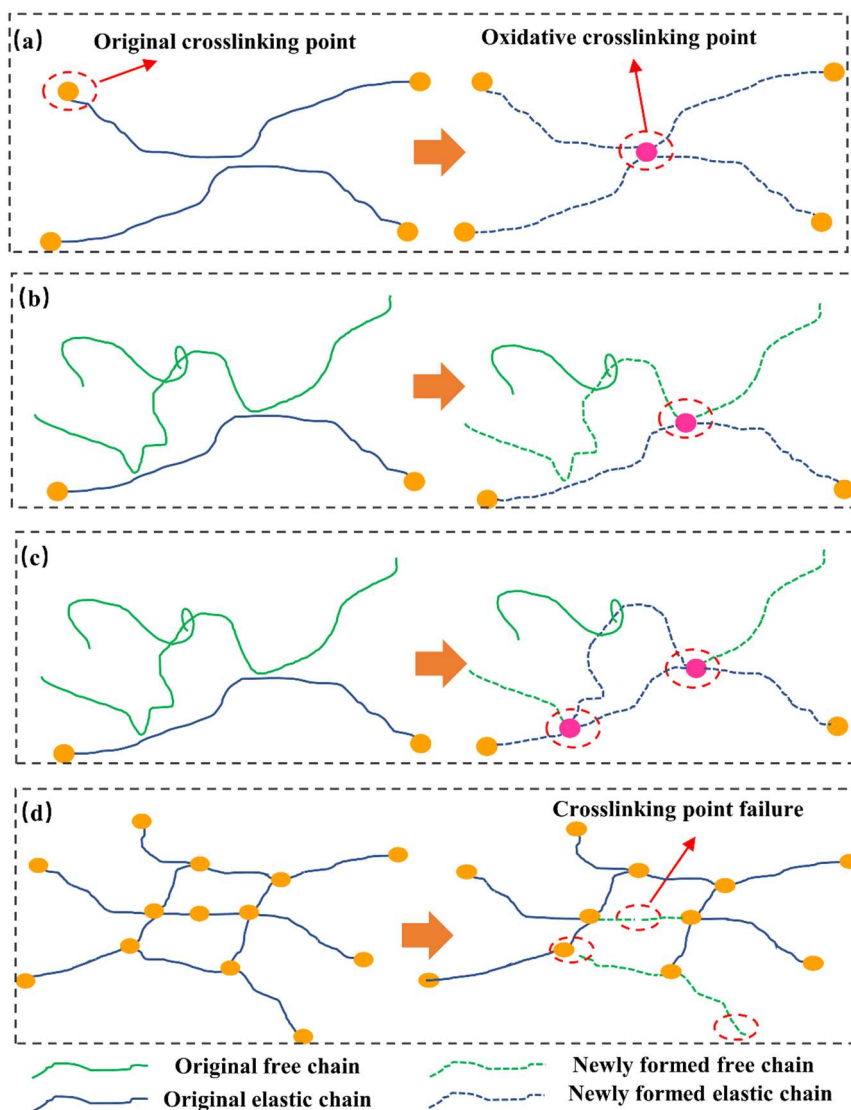 (a)
Original crosslinking point
Oxidative crosslinking point
(b)
(c)
(d)
Crosslinking point failure
Original free chain
Newly formed free chain
Original elastic chain
Newly formed elastic chain